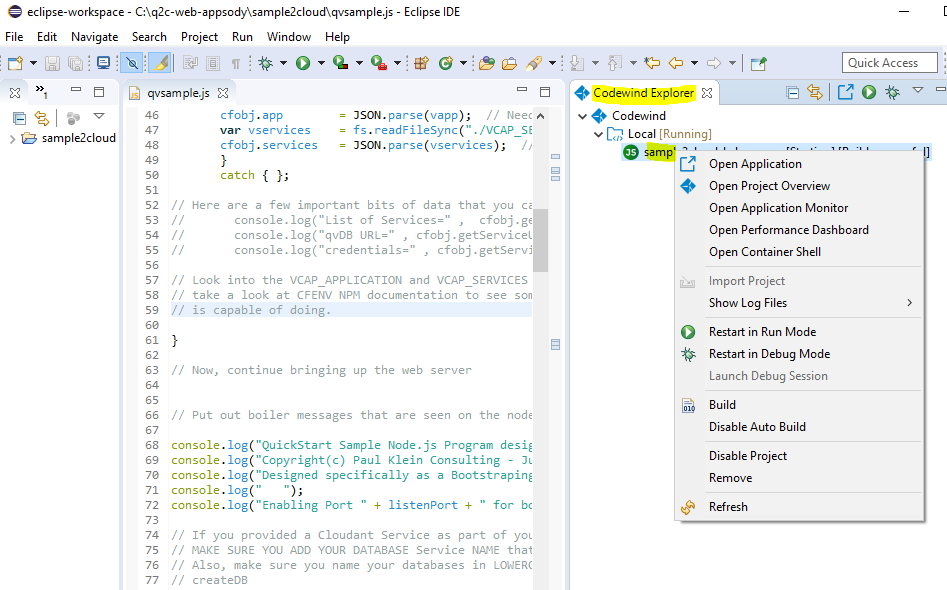 eclipse-workspace - C:\q2c-web-appsody\sample2cloud\qvsample.js - Eclipse IDE
File Edit Navigate Search Project Run Window Help
Quick Access
»1
sample2cloud
qvsample.js
46 cfobj.app = JSON.parse(vapp); // Need
47 var vservices = fs.readFileSync("./VCAP_SE
48 cfobj.services = JSON.parse(vservices); //
49 }
50 catch { };
51
52 // Here are a few important bits of data that you ca
53 // console.log("List of Services=" , cfobj.ge
54 // console.log("qvDB URL=" , cfobj.getServiceU
55 // console.log("credentials=" , cfobj.getServi
56
57 // Look into the VCAP_APPLICATION and VCAP_SERVICES
58 // take a look at CFENV NPM documentation to see som
59 // is capable of doing.
60
61 }
62
63 // Now, continue bringing up the web server
64
65
66 // Put out boiler messages that are seen on the node
67
68 console.log("QuickStart Sample Node.js Program desig
69 console.log("Copyright(c) Paul Klein Consulting - Ju
70 console.log("Designed specifically as a Bootstraping
71 console.log("   ");
72 console.log("Enabling Port " + listenPort + " for bo
73
74 // If you provided a Cloudant Service as part of you
75 // MAKE SURE YOU ADD YOUR DATABASE Service NAME that
76 // Also, make sure you name your databases in LOWERC
77 // createDB
Codewind Explorer
Codewind
Local [Running]
JS samp
Open Application
Open Project Overview
Open Application Monitor
Open Performance Dashboard
Open Container Shell
Import Project
Show Log Files
Restart in Run Mode
Restart in Debug Mode
Launch Debug Session
010 Build
Disable Auto Build
Disable Project
Remove
Refresh